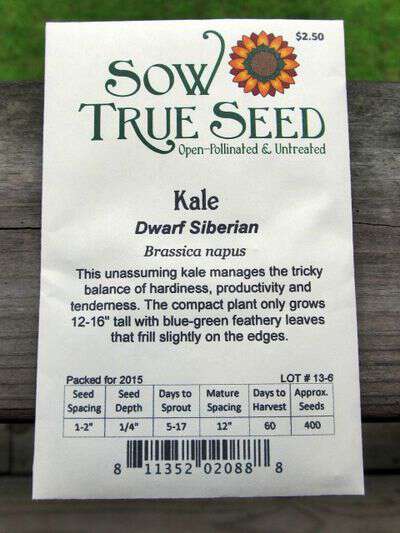 $2.50
SOW
TRUE SEED
Open-Pollinated & Untreated
Kale
Dwarf Siberian
Brassica napus
This unassuming kale manages the tricky
balance of hardiness, productivity and
tenderness. The compact plant only grows
12-16" tall with blue-green feathery leaves
that frill slightly on the edges.
Packed for 2015 LOT # 13-6
Seed Spacing Seed Depth Days to Sprout Mature Spacing Days to Harvest Approx. Seeds
1-2" 1/4" 5-17 12" 60 400
8 11352 02088 8